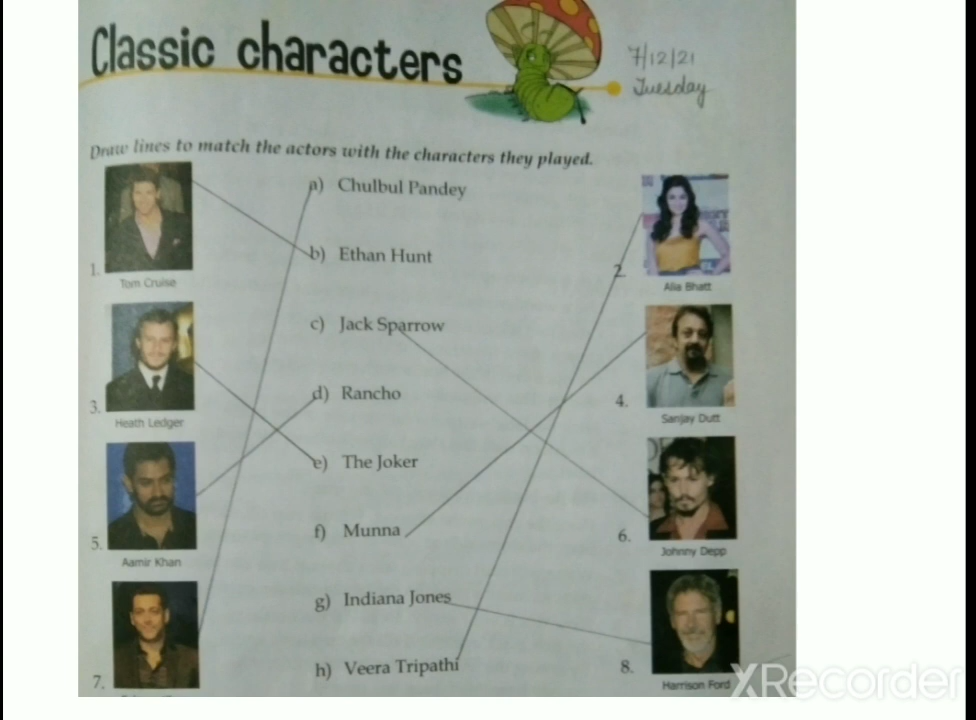 Classic characters
7/12/21
Tuesday
Draw lines to match the actors with the characters they played.
1.
Tom Cruise
a) Chulbul Pandey
2.
Alia Bhatt
b) Ethan Hunt
3.
Heath Ledger
c) Jack Sparrow
4.
Sanjay Dutt
d) Rancho
5.
Aamir Khan
e) The Joker
6.
Johnny Depp
f) Munna
7.
g) Indiana Jones
8.
Harrison Ford
h) Veera Tripathi
XRecorder